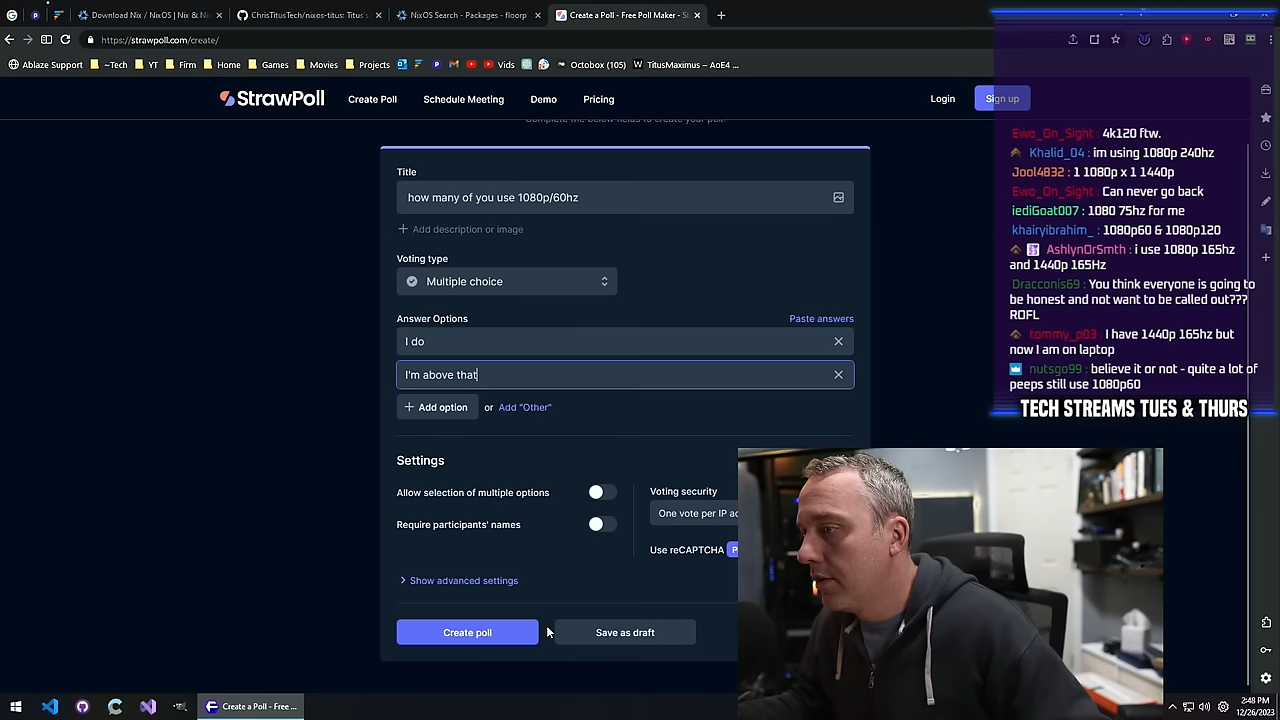 Download Nix / NixOS | Nix & Ni
ChrisTitusTech/nixos-titus: Titus's
NixOS Search - Packages - floorp
Create a Poll - Free Poll Maker - St
https://strawpoll.com/create/
Ablaze Support
~Tech
YT
Firm
Home
Games
Movies
Projects
Vids
Octobox (105)
TitusMaximus – AoE4 ...
StrawPoll
Create Poll
Schedule Meeting
Demo
Pricing
Login
Sign up
Complete the below fields to create your poll.
Title
how many of you use 1080p/60hz
Add description or image
Voting type
Multiple choice
Answer Options
Paste answers
I do
I'm above that
Add option
or
Add "Other"
Settings
Allow selection of multiple options
Require participants' names
Voting security
One vote per IP ad
Use reCAPTCHA
Show advanced settings
Create poll
Save as draft
Ewo_On_Sight : 4k120 ftw.
Khalid_04 : im using 1080p 240hz
Jool4832 : 1 1080p x 1 1440p
Ewo_On_Sight : Can never go back
iediGoat007 : 1080 75hz for me
khairyibrahim_ : 1080p60 & 1080p120
AshlynOrSmth : i use 1080p 165hz
and 1440p 165Hz
Dracconis69 : You think everyone is going to
be honest and not want to be called out???
ROFL
tommy_p03 : I have 1440p 165hz but
now I am on laptop
nutsgo99 : believe it or not - quite a lot of
peeps still use 1080p60
TECH STREAMS TUES & THURS
Create a Poll - Free ...
2:48 PM
12/26/2023